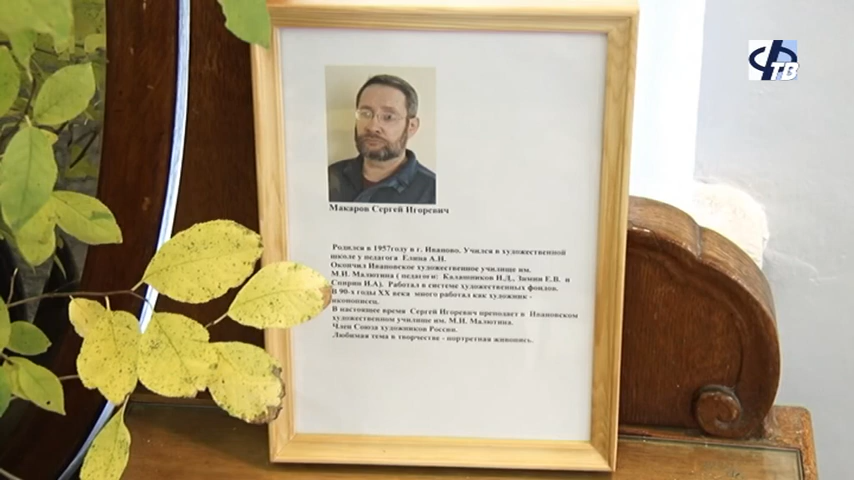 ТВ
Макаров Сергей Игоревич
Родился в 1957году в г. Иваново. Учился в художественной
школе у педагога Елина А.Н.
Окончил Ивановское художественное училище им.
М.И. Малютина ( педагоги: Калашников И.Д., Зимин Е.В. и
Спирин И.А). Работал в системе художественных фондов.
В 90-х годы XX века много работал как художник -
иконописец.
В настоящее время Сергей Игоревич преподает в Ивановском
художественном училище им. М.И. Малютина.
Член Союза художников России.
Любимая тема в творчестве - портретная живопись.